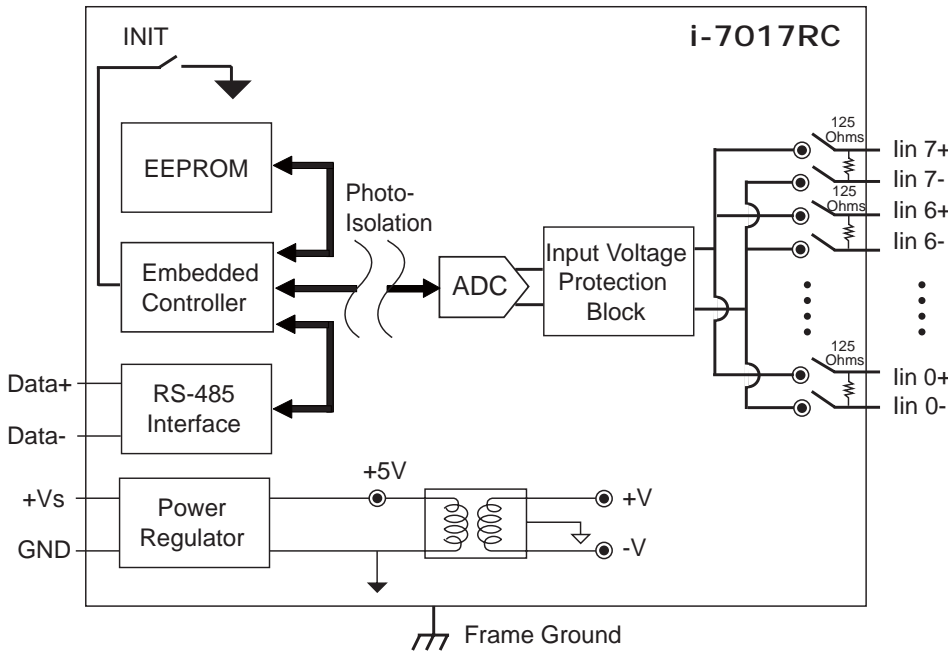 INIT
i-7017RC
EEPROM
Photo-
Isolation
Embedded
Controller
ADC
Input Voltage
Protection
Block
125
Ohms
Iin 7+
Iin 7-
125
Ohms
Iin 6+
Iin 6-
125
Ohms
Iin 0+
Iin 0-
Data+
Data-
RS-485
Interface
+Vs
GND
Power
Regulator
+5V
+V
-V
Frame Ground